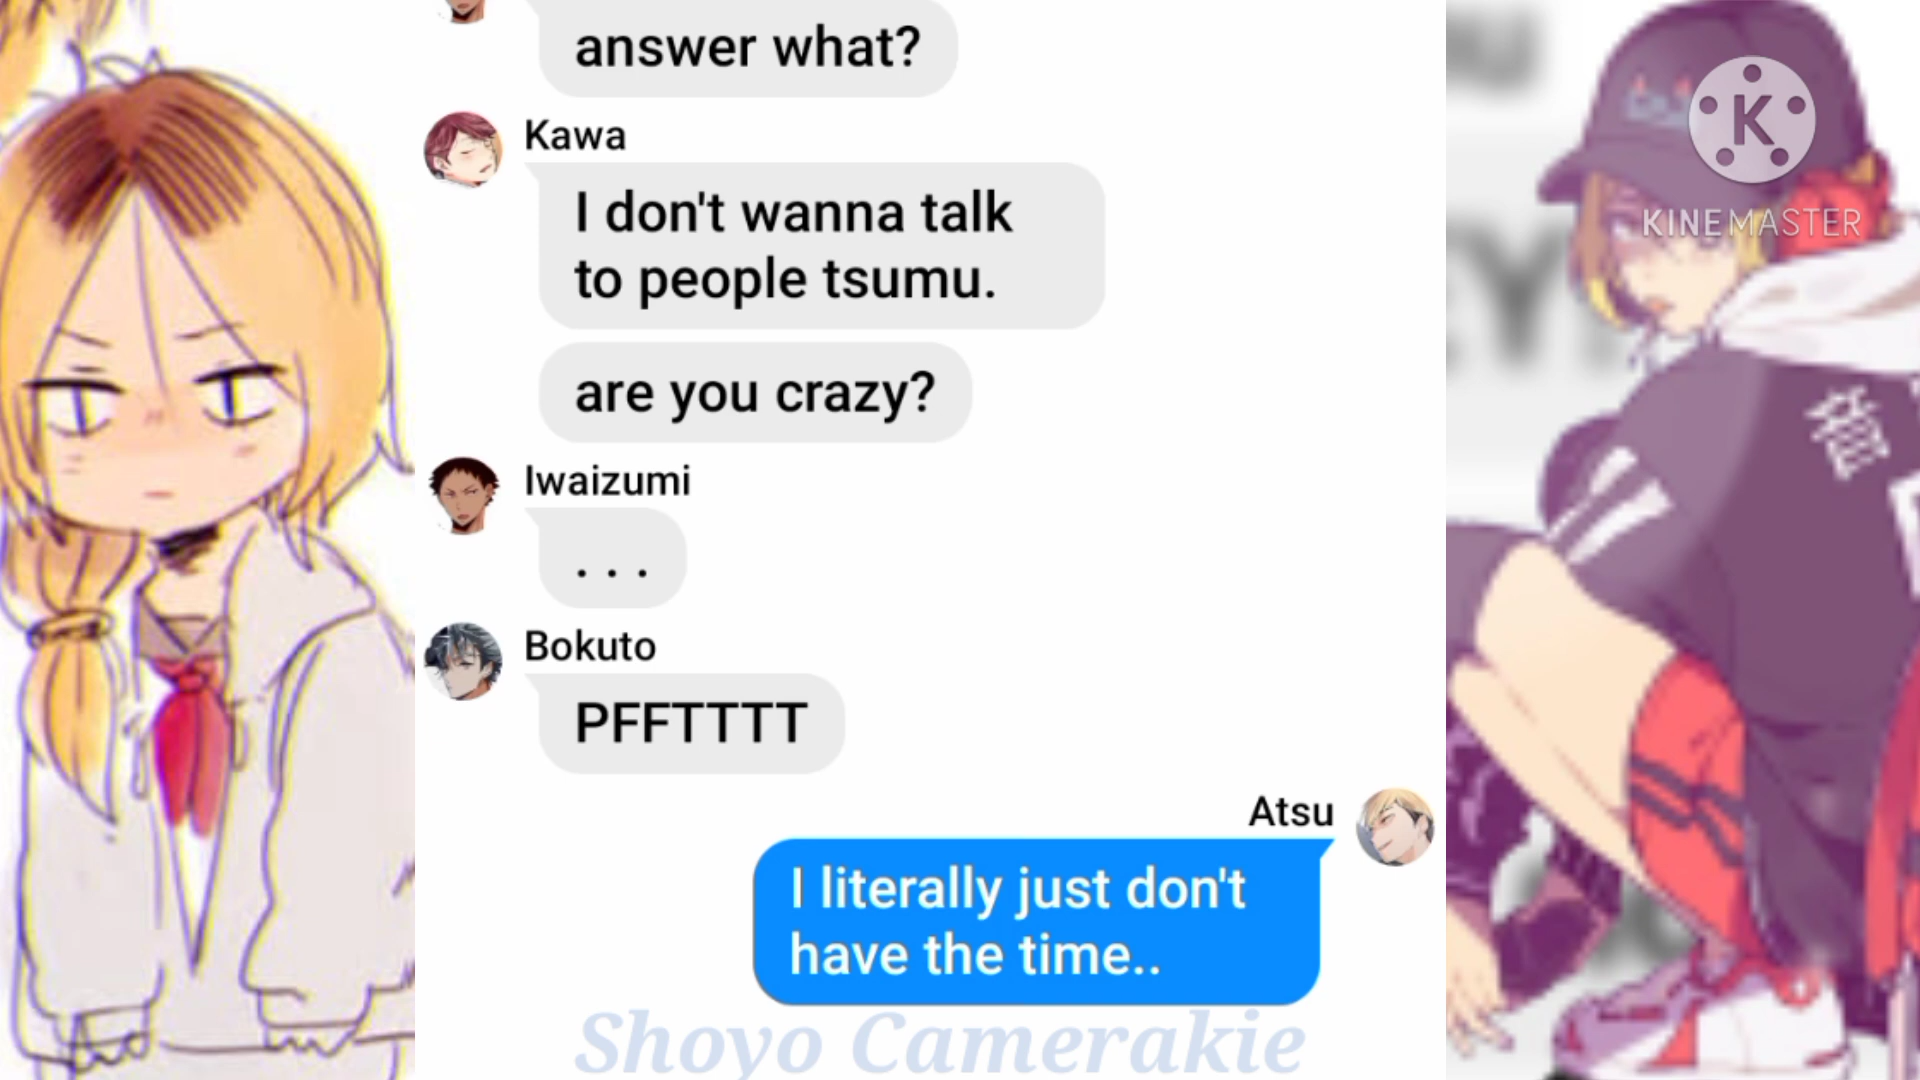 answer what?
Kawa
I don't wanna talk
to people tsumu.
are you crazy?
Iwaizumi
. . .
Bokuto
PFFTTTT
Atsu
I literally just don't
have the time..
Shoyo Camerakie
K
KINEMASTER
音